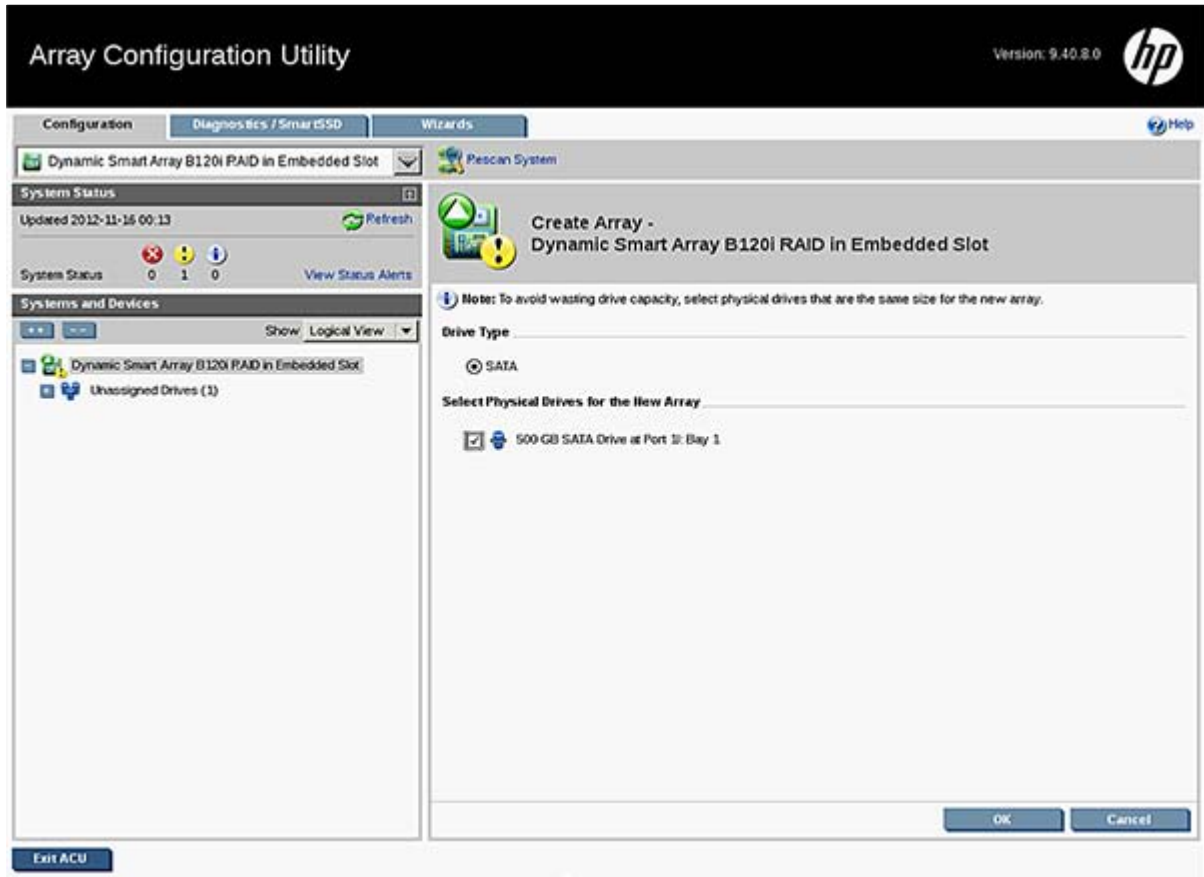 Array Configuration Utility
Version: 9.40.8.0
hp
Configuration
Diagnostics / SmartSSD
Wizards
Help
Dynamic Smart Array B120i RAID in Embedded Slot
Rescan System
System Status
Updated 2012-11-16 00:13
Refresh
System Status 0 1 0
View Status Alerts
Systems and Devices
Show Logical View
Dynamic Smart Array B120i RAID in Embedded Slot
Unassigned Drives (1)
Create Array -
Dynamic Smart Array B120i RAID in Embedded Slot
Note: To avoid wasting drive capacity, select physical drives that are the same size for the new array.
Drive Type
SATA
Select Physical Drives for the New Array
500 GB SATA Drive at Port 1I: Bay 1
OK
Cancel
Exit ACU